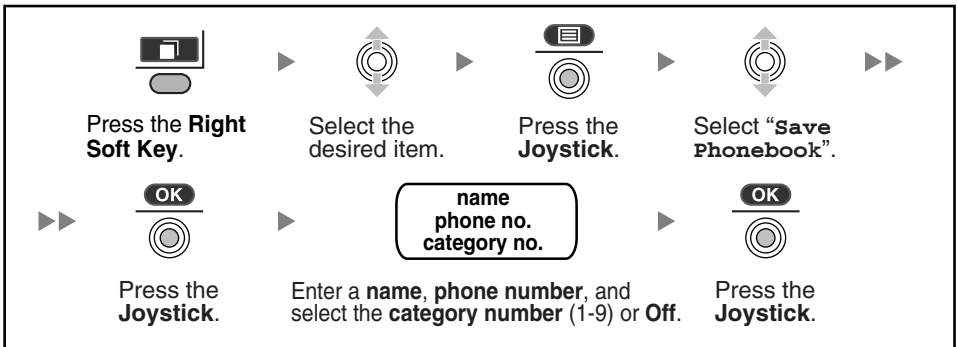 Press the Right
Soft Key.
Select the
desired item.
Press the
Joystick.
Select “Save
Phonebook”.
OK
Press the
Joystick.
name
phone no.
category no.
Enter a name, phone number, and
select the category number (1-9) or Off.
OK
Press the
Joystick.